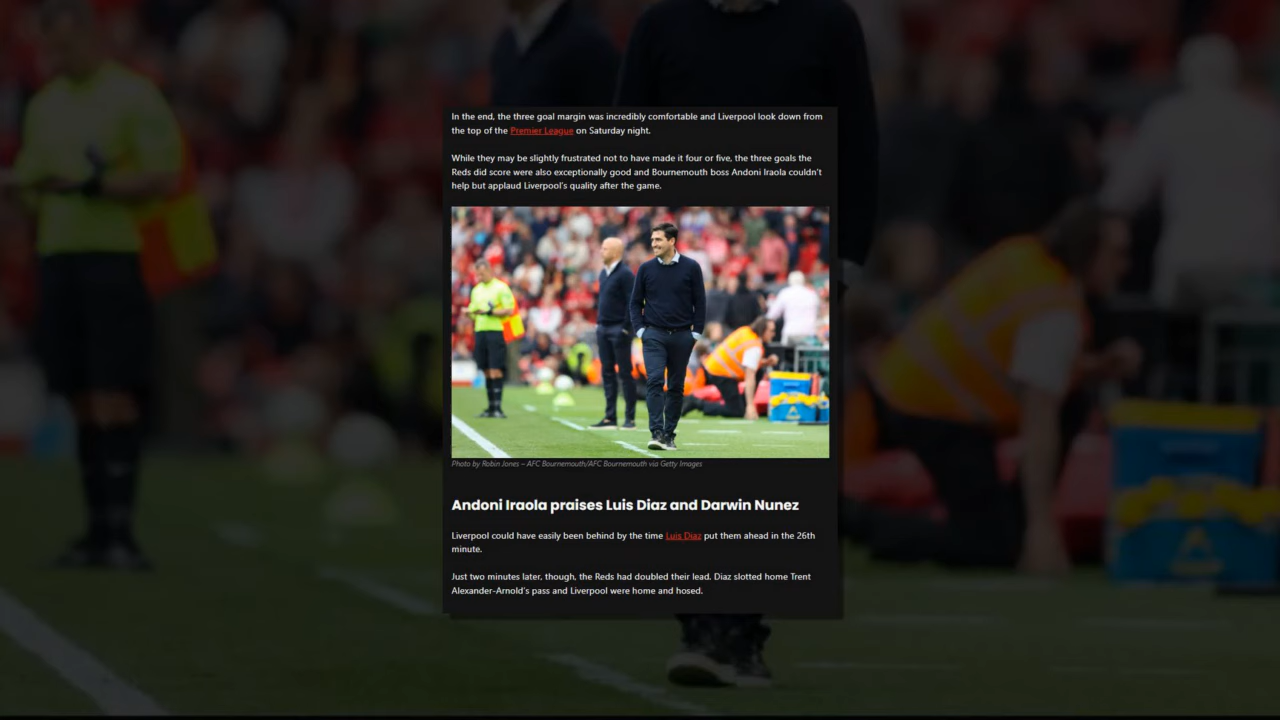 In the end, the three goal margin was incredibly comfortable and Liverpool look down from
the top of the Premier League on Saturday night.
While they may be slightly frustrated not to have made it four or five, the three goals the
Reds did score were also exceptionally good and Bournemouth boss Andoni Iraola couldn't
help but applaud Liverpool's quality after the game.
Photo by Robin Jones – AFC Bournemouth/AFC Bournemouth via Getty Images
Andoni Iraola praises Luis Diaz and Darwin Nunez
Liverpool could have easily been behind by the time Luis Diaz put them ahead in the 26th
minute.
Just two minutes later, though, the Reds had doubled their lead. Diaz slotted home Trent
Alexander-Arnold's pass and Liverpool were home and hosed.